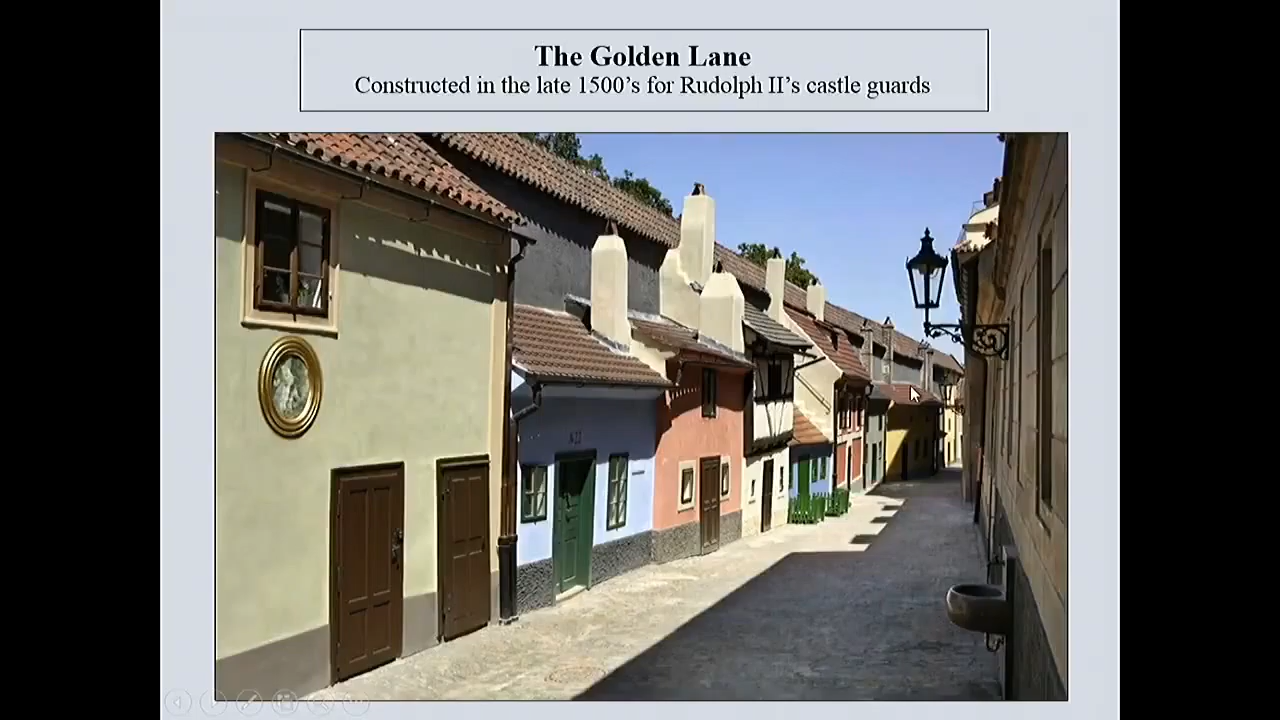 The Golden Lane
Constructed in the late 1500's for Rudolph II's castle guards